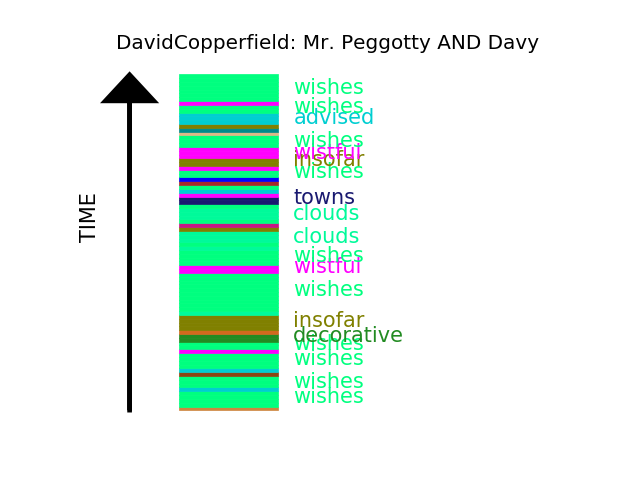 DavidCopperfield: Mr. Peggotty AND Davy
wishes
wishes
advised
wishes
wistful
insofar
wishes
towns
clouds
clouds
wishes
wistful
wishes
insofar
decorative
wishes
wishes
wishes
wishes
TIME